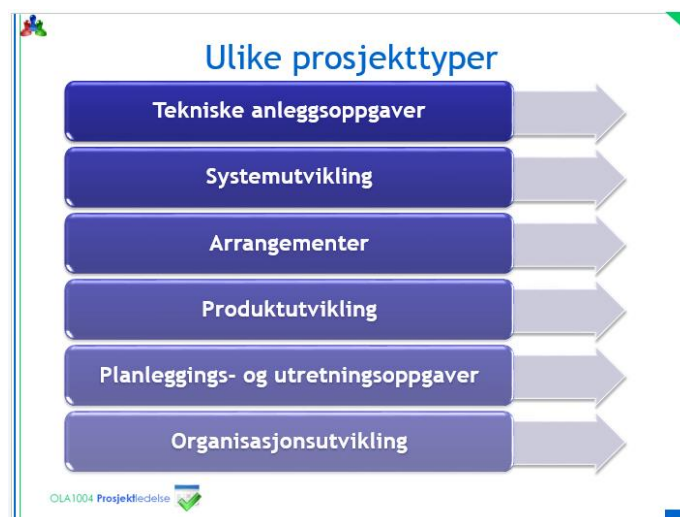 Ulike prosjekttyper
Tekniske anleggsoppgaver
Systemutvikling
Arrangementer
Produktutvikling
Planleggings- og utretningsoppgaver
Organisasjonsutvikling
OLA1004 Prosjektledelse